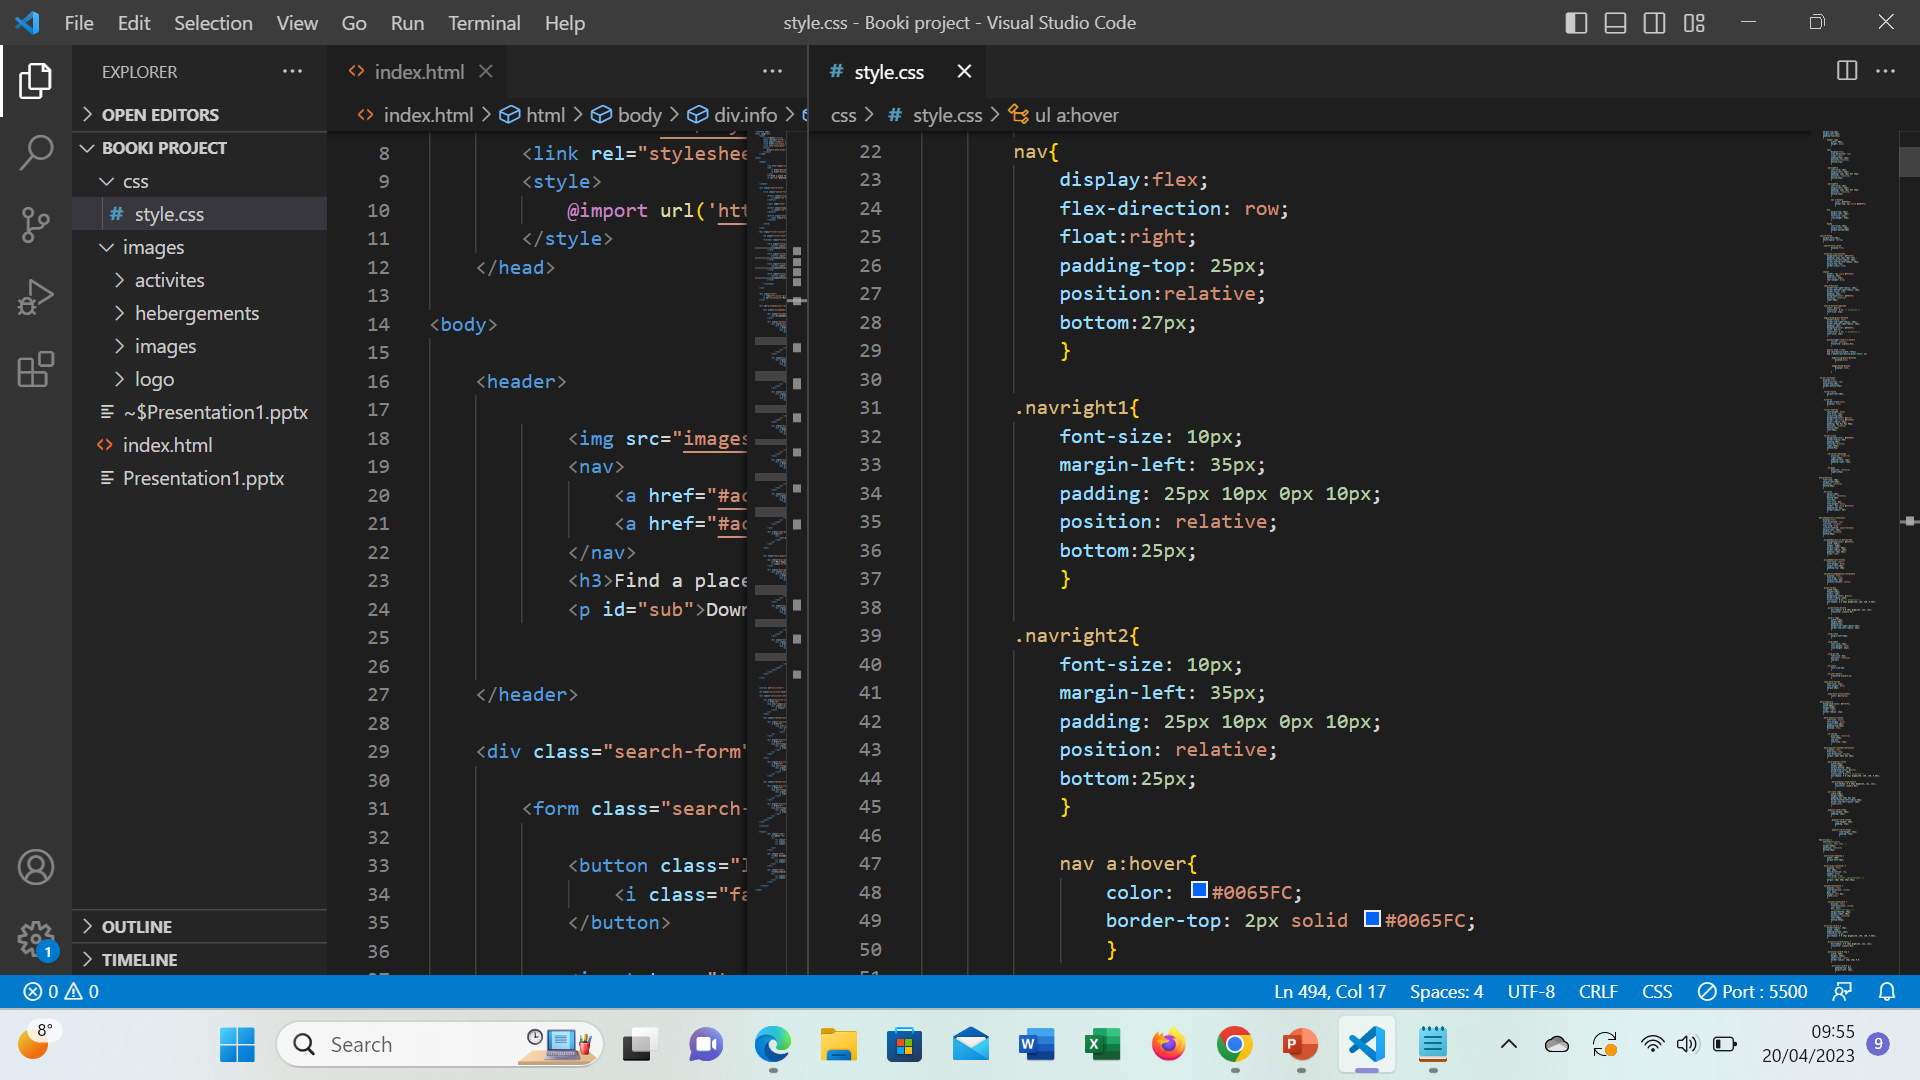 File Edit Selection View Go Run Terminal Help
style.css - Booki project - Visual Studio Code
EXPLORER
OPEN EDITORS
BOOKI PROJECT
css
# style.css
images
activites
hebergements
images
logo
~$Presentation1.pptx
index.html
Presentation1.pptx
OUTLINE
TIMELINE
1
<> index.html
<> index.html > html > body > div.info >
8 <link rel="styleshee
9 <style>
10 @import url('htt
11 </style>
12 </head>
13
14 <body>
15
16 <header>
17
18 <img src="images
19 <nav>
20 <a href="#ac
21 <a href="#ac
22 </nav>
23 <h3>Find a place
24 <p id="sub">Down
25
26
27 </header>
28
29 <div class="search-form"
30
31 <form class="search-
32
33 <button class="l
34 <i class="fa
35 </button>
36
# style.css
css > # style.css > ul a:hover
22 nav{
23 display:flex;
24 flex-direction: row;
25 float:right;
26 padding-top: 25px;
27 position:relative;
28 bottom:27px;
29 }
30
31 .navright1{
32 font-size: 10px;
33 margin-left: 35px;
34 padding: 25px 10px 0px 10px;
35 position: relative;
36 bottom:25px;
37 }
38
39 .navright2{
40 font-size: 10px;
41 margin-left: 35px;
42 padding: 25px 10px 0px 10px;
43 position: relative;
44 bottom:25px;
45 }
46
47 nav a:hover{
48 color: #0065FC;
49 border-top: 2px solid #0065FC;
50 }
0 0
Ln 494, Col 17 Spaces: 4 UTF-8 CRLF CSS Port : 5500
8°
Search
09:55
20/04/2023
9